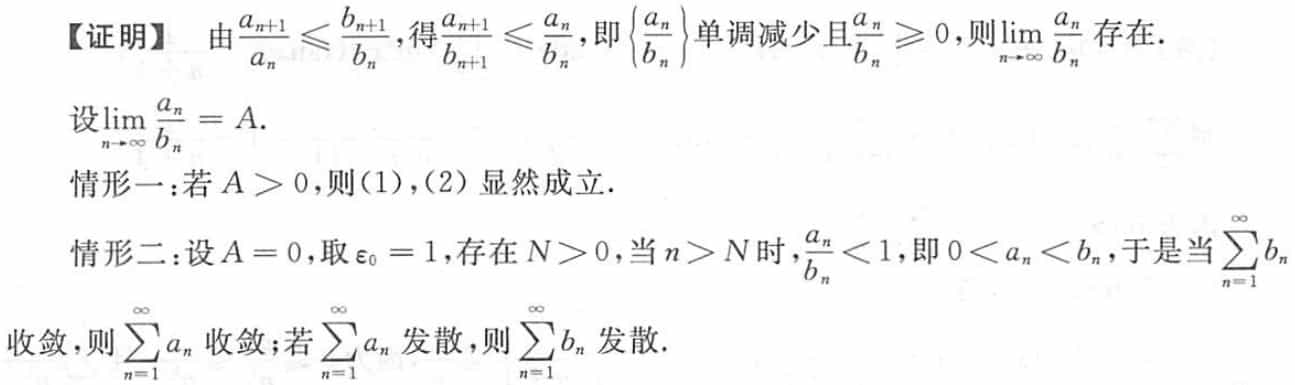 【证明】 由$\frac{a_{n+1}}{a_n} \leqslant \frac{b_{n+1}}{b_n}$,得$\frac{a_{n+1}}{b_{n+1}} \leqslant \frac{a_n}{b_n}$,即$\left\{\frac{a_n}{b_n}\right\}$单调减少且$\frac{a_n}{b_n} \geqslant 0$,则$\lim\limits_{n \to \infty} \frac{a_n}{b_n}$ 存在.
设$\lim\limits_{n \to \infty} \frac{a_n}{b_n} = A$.
情形一:若 $A > 0$,则(1),(2) 显然成立.
情形二:设 $A = 0$,取 $\varepsilon_0 = 1$,存在 $N > 0$,当 $n > N$ 时,$\frac{a_n}{b_n} < 1$,即 $0 < a_n < b_n$,于是当$\sum\limits_{n=1}^{\infty} b_n$
收敛,则$\sum\limits_{n=1}^{\infty} a_n$ 收敛;若$\sum\limits_{n=1}^{\infty} a_n$ 发散,则$\sum\limits_{n=1}^{\infty} b_n$ 发散.